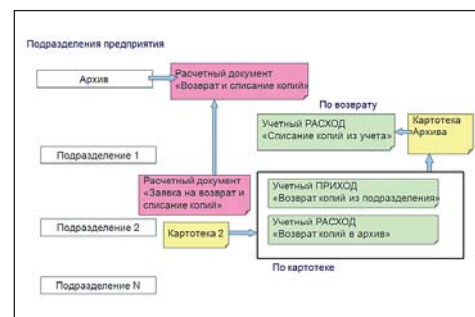 Подразделения предприятия
Архив
Расчетный документ
«Возврат и списание копий»
По возврату
Учетный РАСХОД
«Списание копий из учета»
Картотека
Архива
Подразделение 1
Расчетный документ
«Заявка на возврат и
списание копий»
Учетный ПРИХОД
«Возврат копий из подразделения»
Подразделение 2
Картотека 2
Учетный РАСХОД
«Возврат копий в архив»
По картотеке
Подразделение N